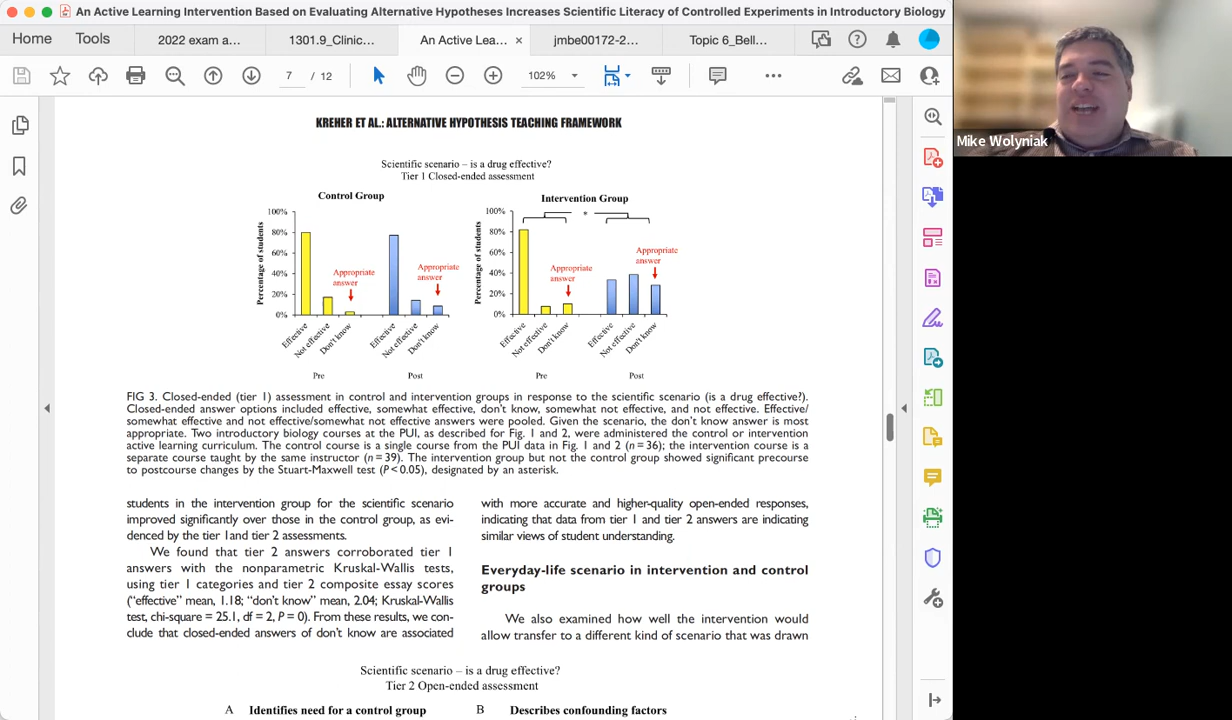 An Active Learning Intervention Based on Evaluating Alternative Hypotheses Increases Scientific Literacy of Controlled Experiments in Introductory Biology
Home Tools 2022 exam a... 1301.9_Clinic... An Active Lea... × jmbe00172-2... Topic 6_Bell...
7 / 12 102%
Mike Wolyniak
KREHER ET AL.: ALTERNATIVE HYPOTHESIS TEACHING FRAMEWORK
Scientific scenario – is a drug effective?
Tier 1 Closed-ended assessment
Control Group
Percentage of students
100%
80%
60%
40%
20%
0%
Appropriate
answer
Appropriate
answer
Effective
Not effective
Don't know
Effective
Not effective
Don't know
Pre
Post
Intervention Group
Percentage of students
100%
80%
60%
40%
20%
0%
*
Appropriate
answer
Appropriate
answer
Effective
Not effective
Don't know
Effective
Not effective
Don't know
Pre
Post
FIG 3. Closed-ended (tier 1) assessment in control and intervention groups in response to the scientific scenario (is a drug effective?).
Closed-ended answer options included effective, somewhat effective, don't know, somewhat not effective, and not effective. Effective/
somewhat effective and not effective/somewhat not effective answers were pooled. Given the scenario, the don't know answer is most
appropriate. Two introductory biology courses at the PUI, as described for Fig. 1 and 2, were administered the control or intervention
active learning curriculum. The control course is a single course from the PUI data in Fig. 1 and 2 (n = 36); the intervention course is a
separate course taught by the same instructor (n = 39). The intervention group but not the control group showed significant precourse
to postcourse changes by the Stuart-Maxwell test (P < 0.05), designated by an asterisk.
students in the intervention group for the scientific scenario
improved significantly over those in the control group, as evi-
denced by the tier 1and tier 2 assessments.
We found that tier 2 answers corroborated tier 1
answers with the nonparametric Kruskal-Wallis tests,
using tier 1 categories and tier 2 composite essay scores
("effective" mean, 1.18; "don't know" mean, 2.04; Kruskal-Wallis
test, chi-square = 25.1, df = 2, P = 0). From these results, we con-
clude that closed-ended answers of don't know are associated
with more accurate and higher-quality open-ended responses,
indicating that data from tier 1 and tier 2 answers are indicating
similar views of student understanding.
Everyday-life scenario in intervention and control
groups
We also examined how well the intervention would
allow transfer to a different kind of scenario that was drawn
Scientific scenario – is a drug effective?
Tier 2 Open-ended assessment
A Identifies need for a control group
B Describes confounding factors